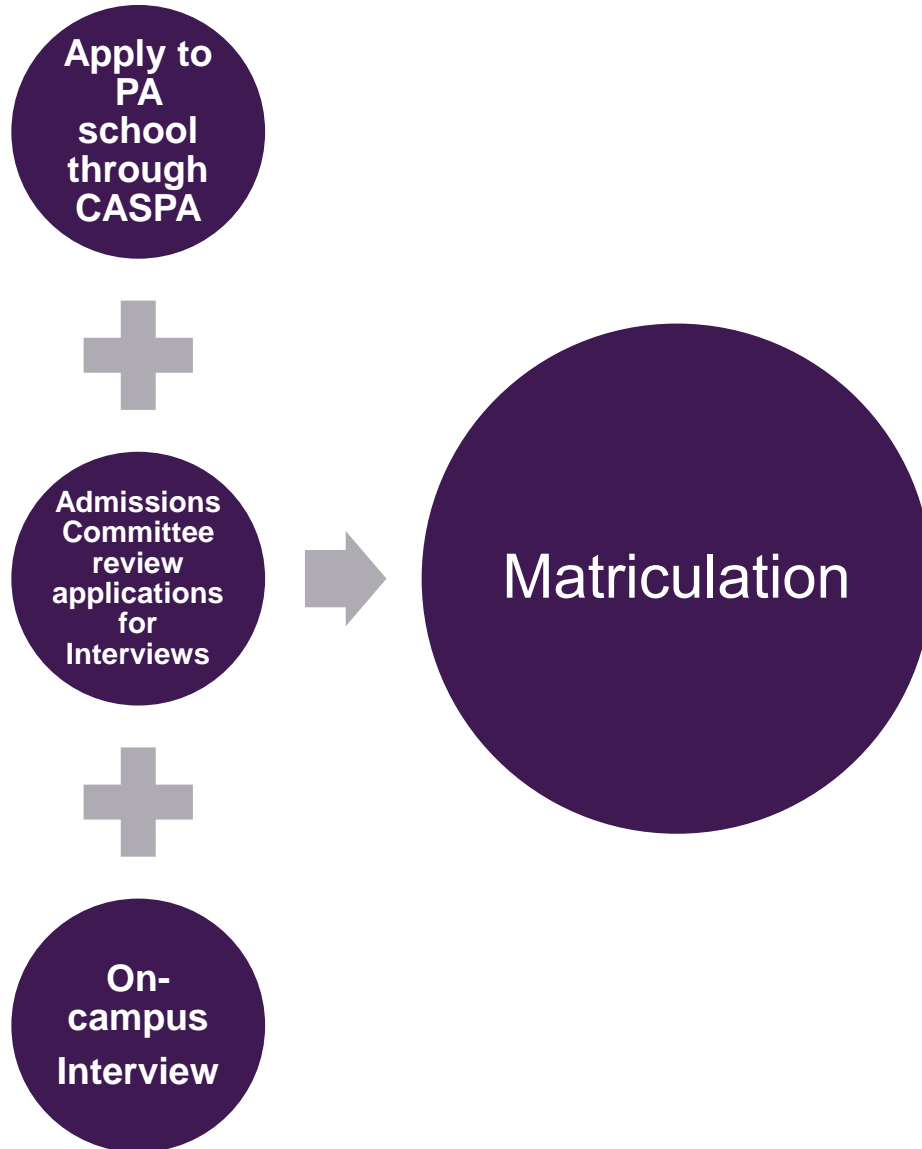 Apply to
PA
school
through
CASPA
Admissions
Committee
review
applications
for
Interviews
Matriculation
On-
campus
Interview